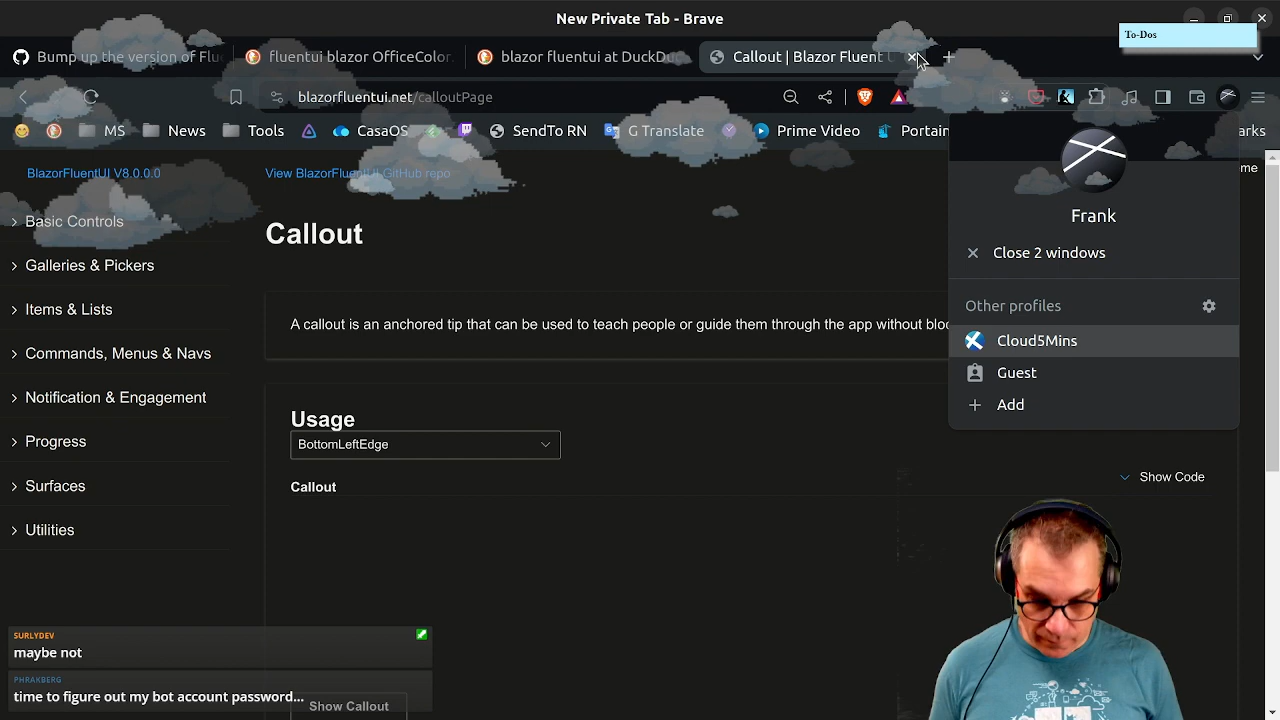 New Private Tab - Brave
To-Dos
Bump up the version of Flue
fluentui blazor OfficeColor
blazor fluentui at DuckDuc
Callout | Blazor Fluent U
blazorfluentui.net/calloutPage
MS
News
Tools
CasaOS
SendTo RN
G Translate
Prime Video
Portain
arks
BlazorFluentUI V8.0.0.0
View BlazorFluentUI GitHub repo
me
Basic Controls
Galleries & Pickers
Items & Lists
Commands, Menus & Navs
Notification & Engagement
Progress
Surfaces
Utilities
Callout
A callout is an anchored tip that can be used to teach people or guide them through the app without bloc
Usage
BottomLeftEdge
Callout
Show Code
Show Callout
Frank
Close 2 windows
Other profiles
Cloud5Mins
Guest
Add
SURLYDEV
maybe not
PHRAKBERG
time to figure out my bot account password...